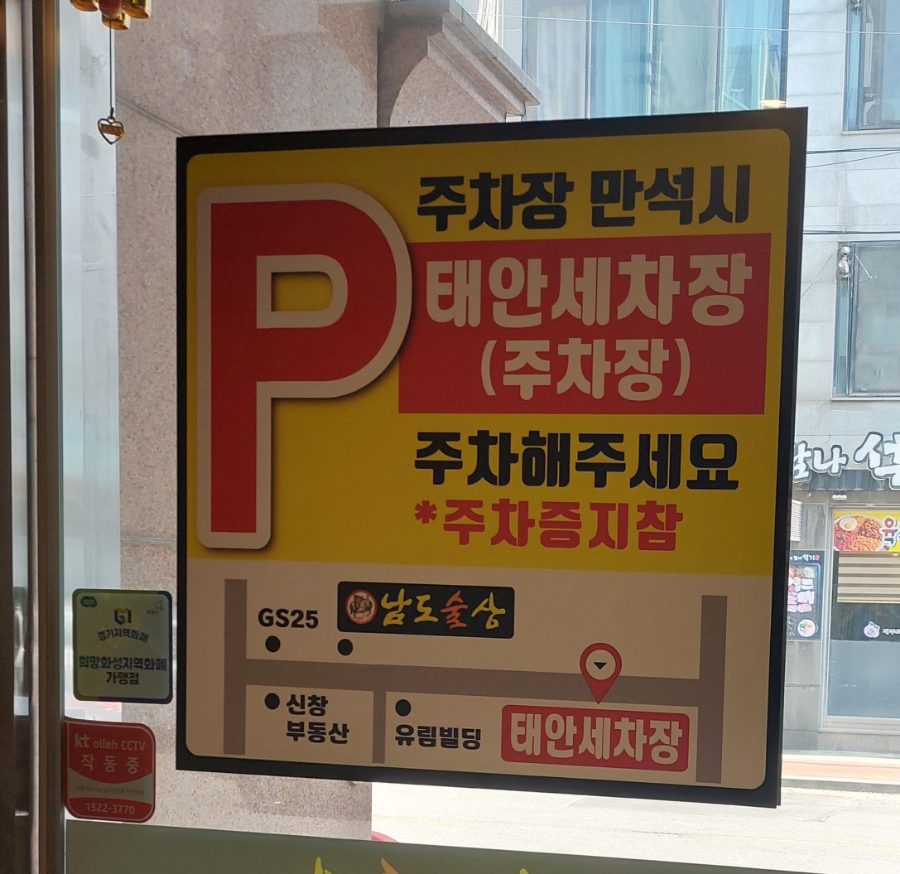 P
주차장 만석시
태안세차장
(주차장)
주차해주세요
*주차증지참
GS25
남도술상
신창
부동산
유림빌딩
태안세차장
경기지역화폐
희망화성지역화폐
가맹점
kt olleh CCTV
작동중
1522-3770